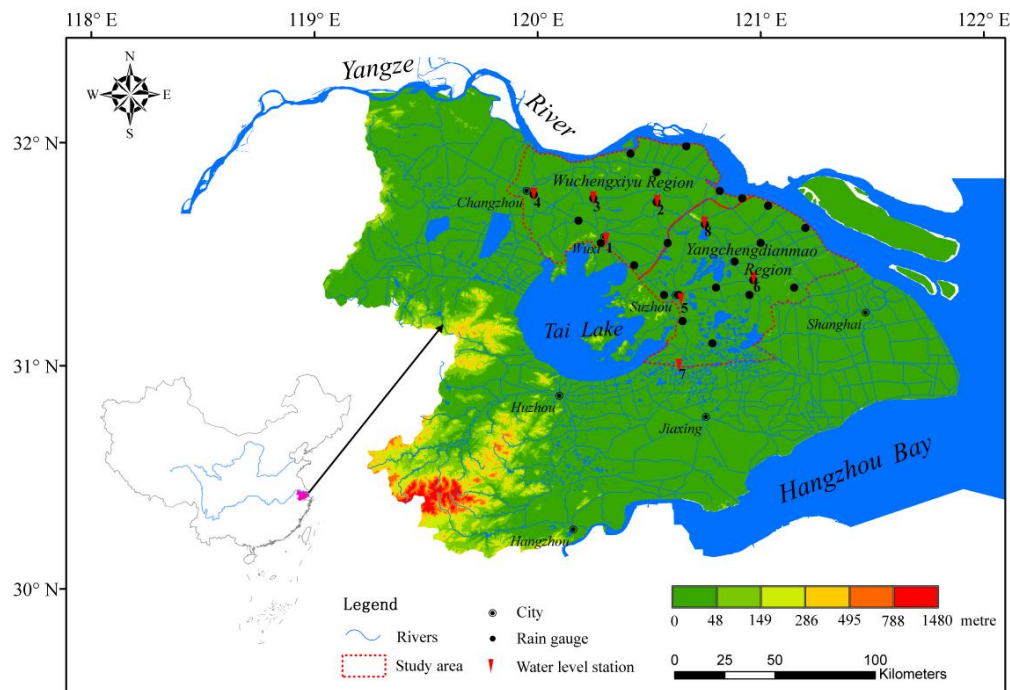 118° E
119° E
120° E
121° E
122° E
N
W
E
S
Yangze
River
32° N
31° N
30° N
Wuchengxiyu Region
Changzhou
4
3
2
8
Wuxi
1
Yangchengdianmao
Region
6
Suzhou
5
Tai Lake
Shanghai
7
Huzhou
Jiaxing
Hangzhou Bay
Hangzhou
Legend
Rivers
Study area
City
Rain gauge
Water level station
0 48 149 286 495 788 1480 metre
0 25 50 100
Kilometers